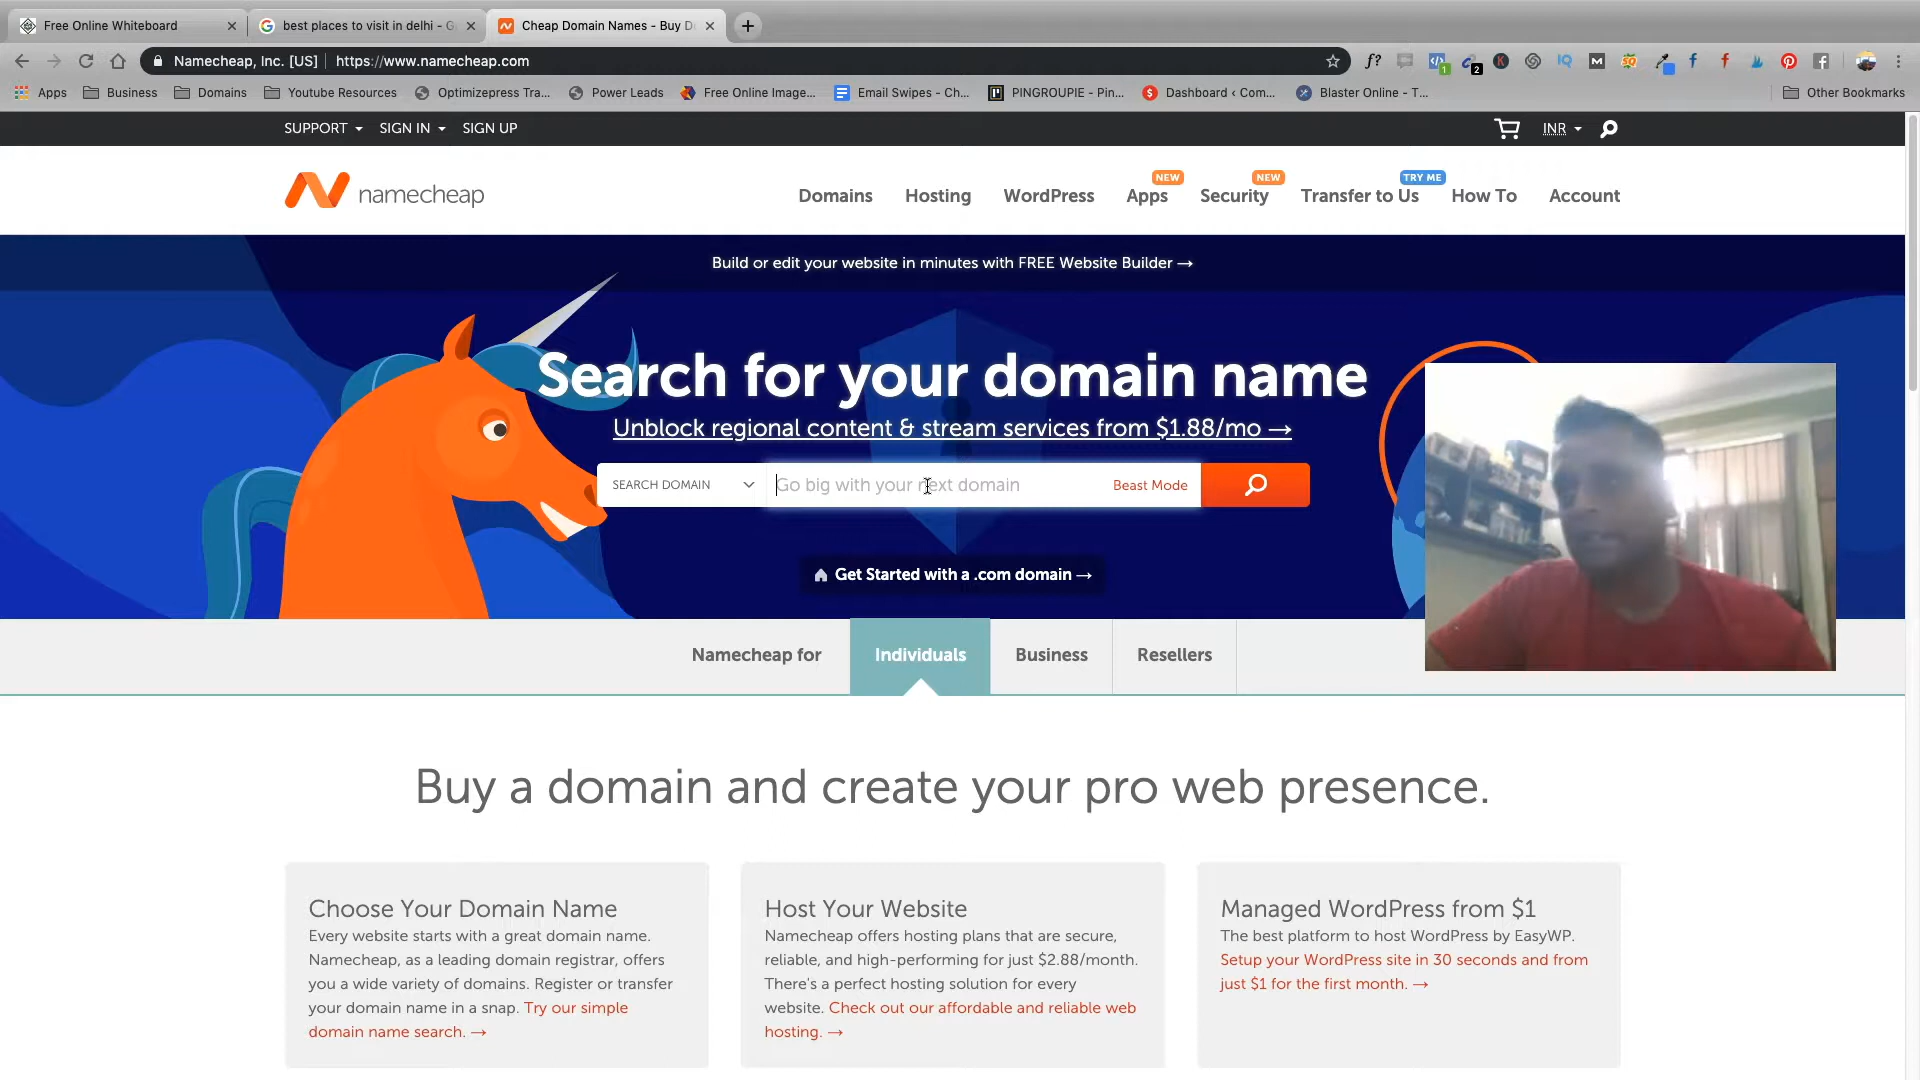 Free Online Whiteboard
best places to visit in delhi - G
Cheap Domain Names - Buy D
Namecheap, Inc. [US] | https://www.namecheap.com
f?
1
2
K
IQ
M
Apps
Business
Domains
Youtube Resources
Optimizepress Tra...
Power Leads
Free Online Image...
Email Swipes - Ch...
PINGROUPIE - Pin...
Dashboard ‹ Com...
Blaster Online - T...
Other Bookmarks
SUPPORT
SIGN IN
SIGN UP
INR
namecheap
Domains
Hosting
WordPress
NEW
Apps
NEW
Security
TRY ME
Transfer to Us
How To
Account
Build or edit your website in minutes with FREE Website Builder →
Search for your domain name
Unblock regional content & stream services from $1.88/mo →
SEARCH DOMAIN
Go big with your next domain
Beast Mode
Get Started with a .com domain →
Namecheap for
Individuals
Business
Resellers
Buy a domain and create your pro web presence.
Choose Your Domain Name
Every website starts with a great domain name.
Namecheap, as a leading domain registrar, offers
you a wide variety of domains. Register or transfer
your domain name in a snap. Try our simple
domain name search. →
Host Your Website
Namecheap offers hosting plans that are secure,
reliable, and high-performing for just $2.88/month.
There's a perfect hosting solution for every
website. Check out our affordable and reliable web
hosting. →
Managed WordPress from $1
The best platform to host WordPress by EasyWP.
Setup your WordPress site in 30 seconds and from
just $1 for the first month. →